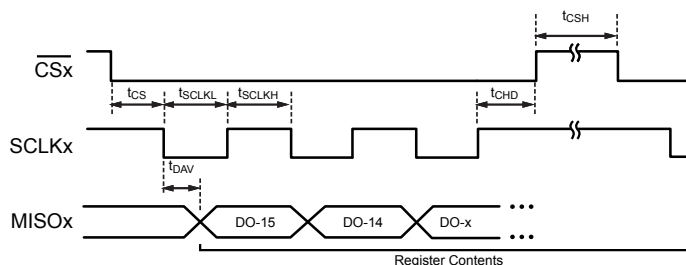 tCSH
CSx
tCS tSCLKL tSCLKH tCHD
SCLKx
tDAV
MISOx DO-15 DO-14 DO-x •••
•••
Register Contents